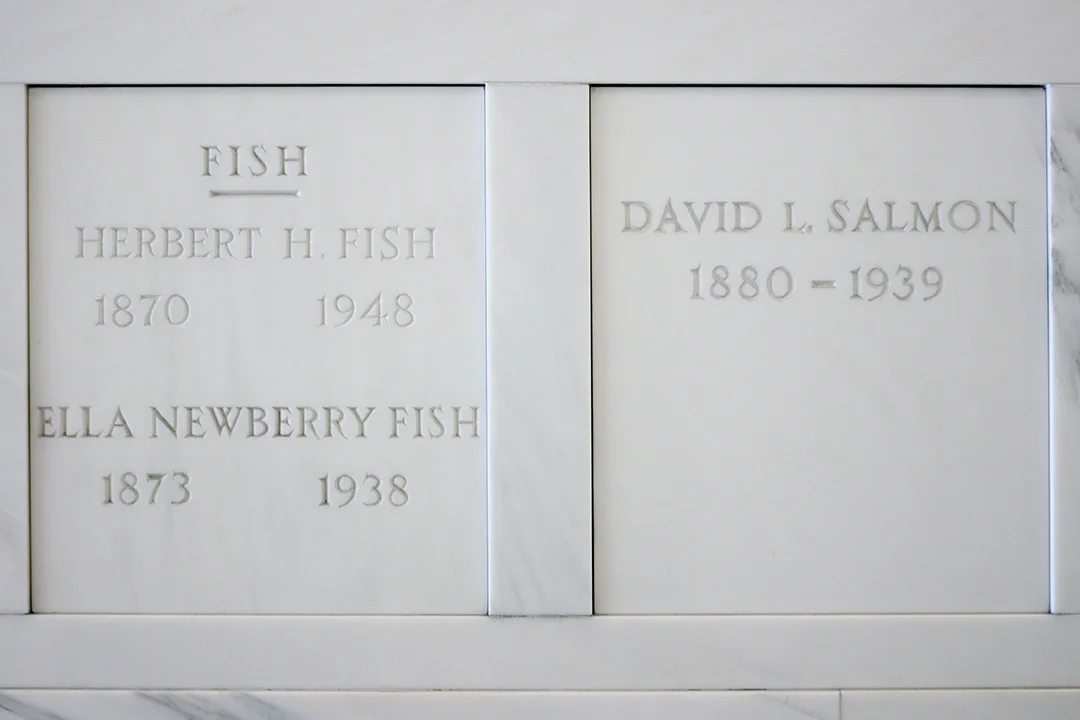 FISH
HERBERT H. FISH
1870 1948
ELLA NEWBERRY FISH
1873 1938
DAVID L. SALMON
1880 – 1939